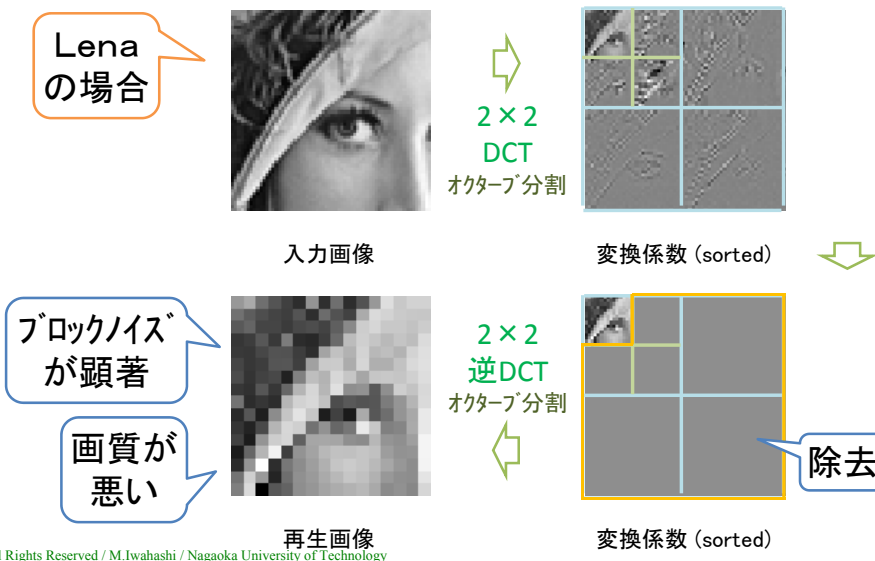 Lena
の場合
2×2
DCT
ｵｸﾀｰﾌﾞ分割
入力画像
変換係数 (sorted)
ﾌﾞﾛｯｸﾉｲｽﾞ
が顕著
画質が
悪い
2×2
逆DCT
ｵｸﾀｰﾌﾞ分割
除去
再生画像
変換係数 (sorted)
Rights Reserved / M.Iwahashi / Nagaoka University of Technology